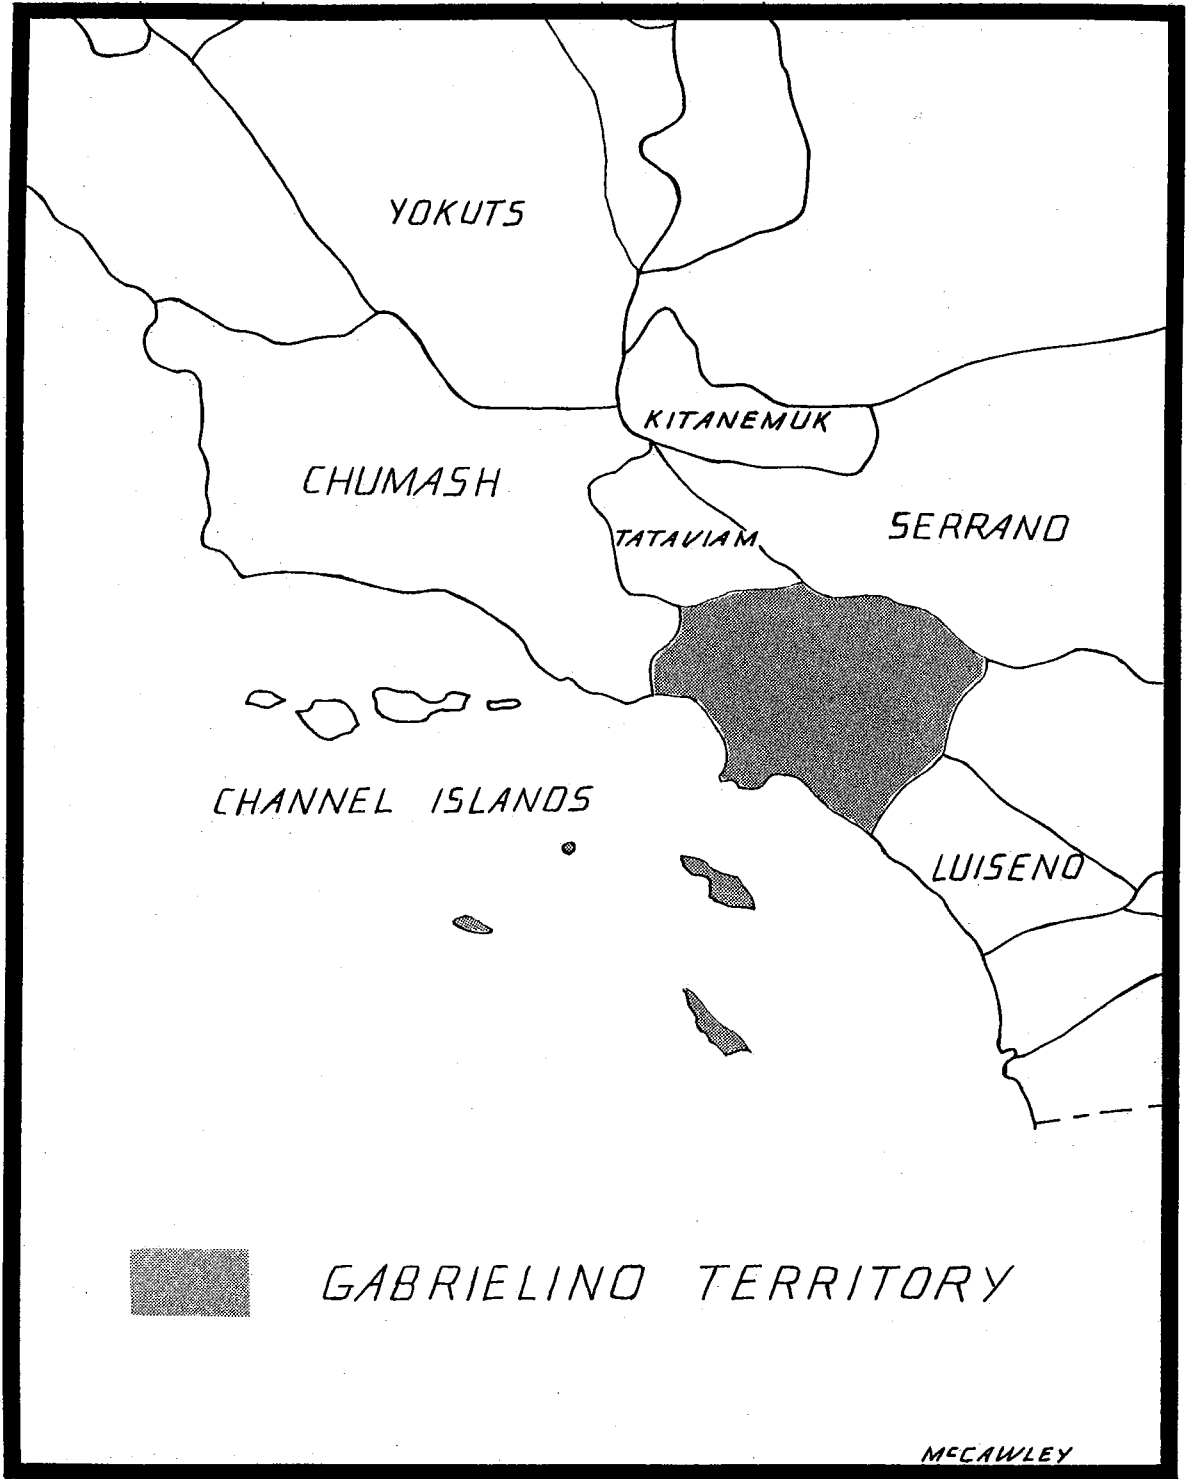 YOKUTS
KITANEMUK
CHUMASH
SERRANO
TATAVIAM
CHANNEL ISLANDS
LUISENO
GABRIELINO TERRITORY
McCAWLEY